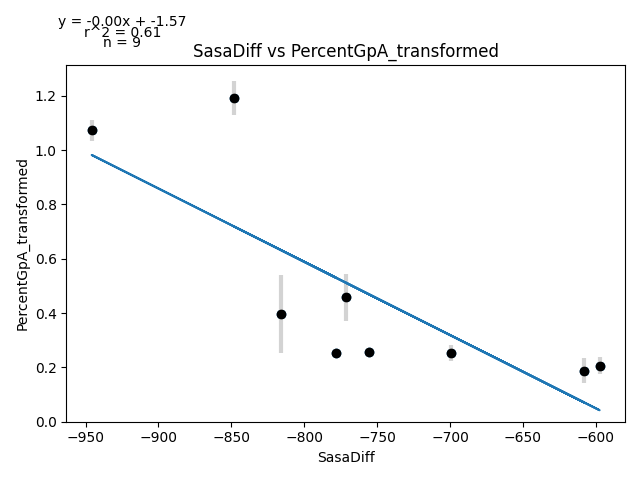 y = -0.00x + -1.57
r^2 = 0.61
n = 9
SasaDiff vs PercentGpA_transformed
PercentGpA_transformed
1.2
1.0
0.8
0.6
0.4
0.2
0.0
−950
−900
−850
−800
−750
−700
−650
−600
SasaDiff